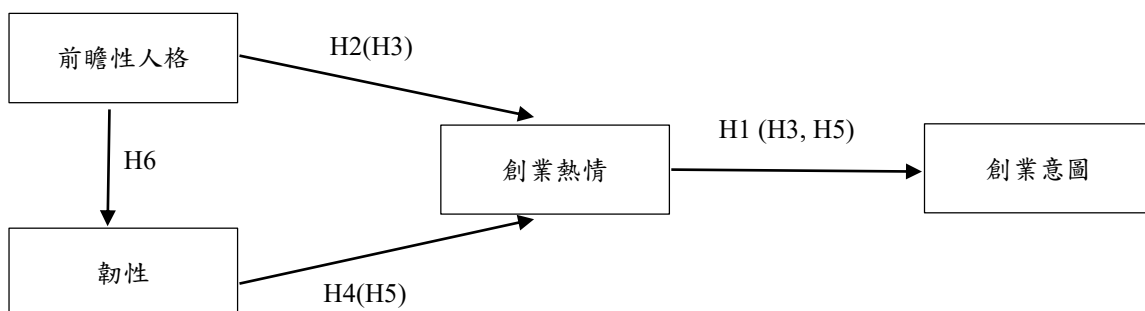 前瞻性人格
H2(H3)
H6
創業熱情
H1 (H3, H5)
創業意圖
韌性
H4(H5)